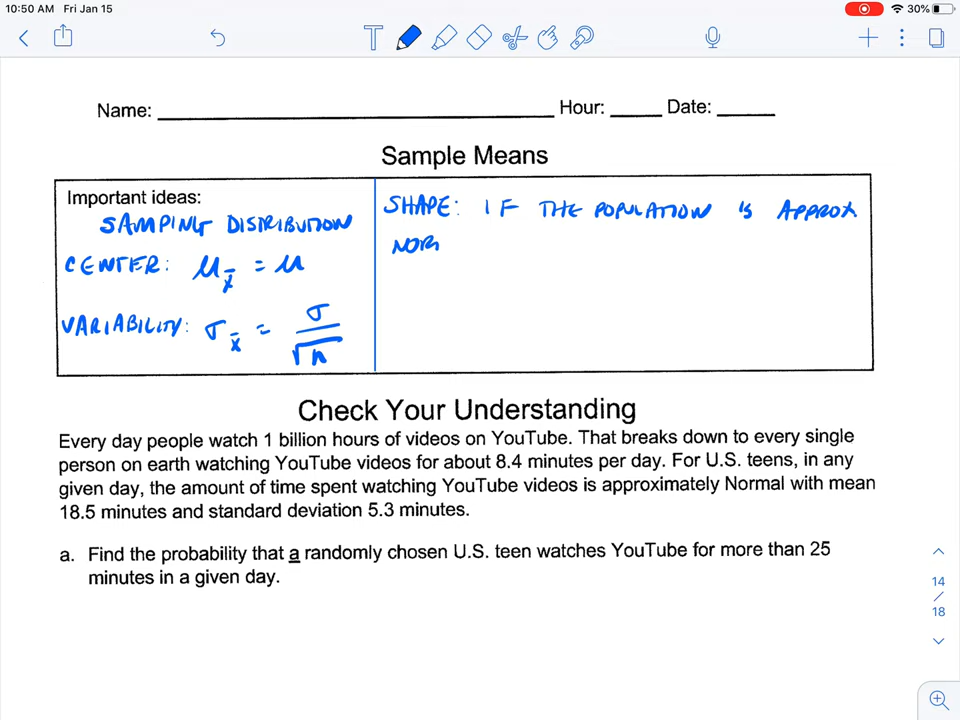 10:50 AM Fri Jan 15
30%
Name: Hour: Date:
Sample Means
Important ideas:
SAMPING DISTRIBUTION
CENTER: μx̄ = μ
VARIABILITY: σx̄ = σ/√n
SHAPE: IF THE POPULATION IS APPROX
NOR
Check Your Understanding
Every day people watch 1 billion hours of videos on YouTube. That breaks down to every single
person on earth watching YouTube videos for about 8.4 minutes per day. For U.S. teens, in any
given day, the amount of time spent watching YouTube videos is approximately Normal with mean
18.5 minutes and standard deviation 5.3 minutes.
a. Find the probability that a randomly chosen U.S. teen watches YouTube for more than 25
minutes in a given day.
14
/
18